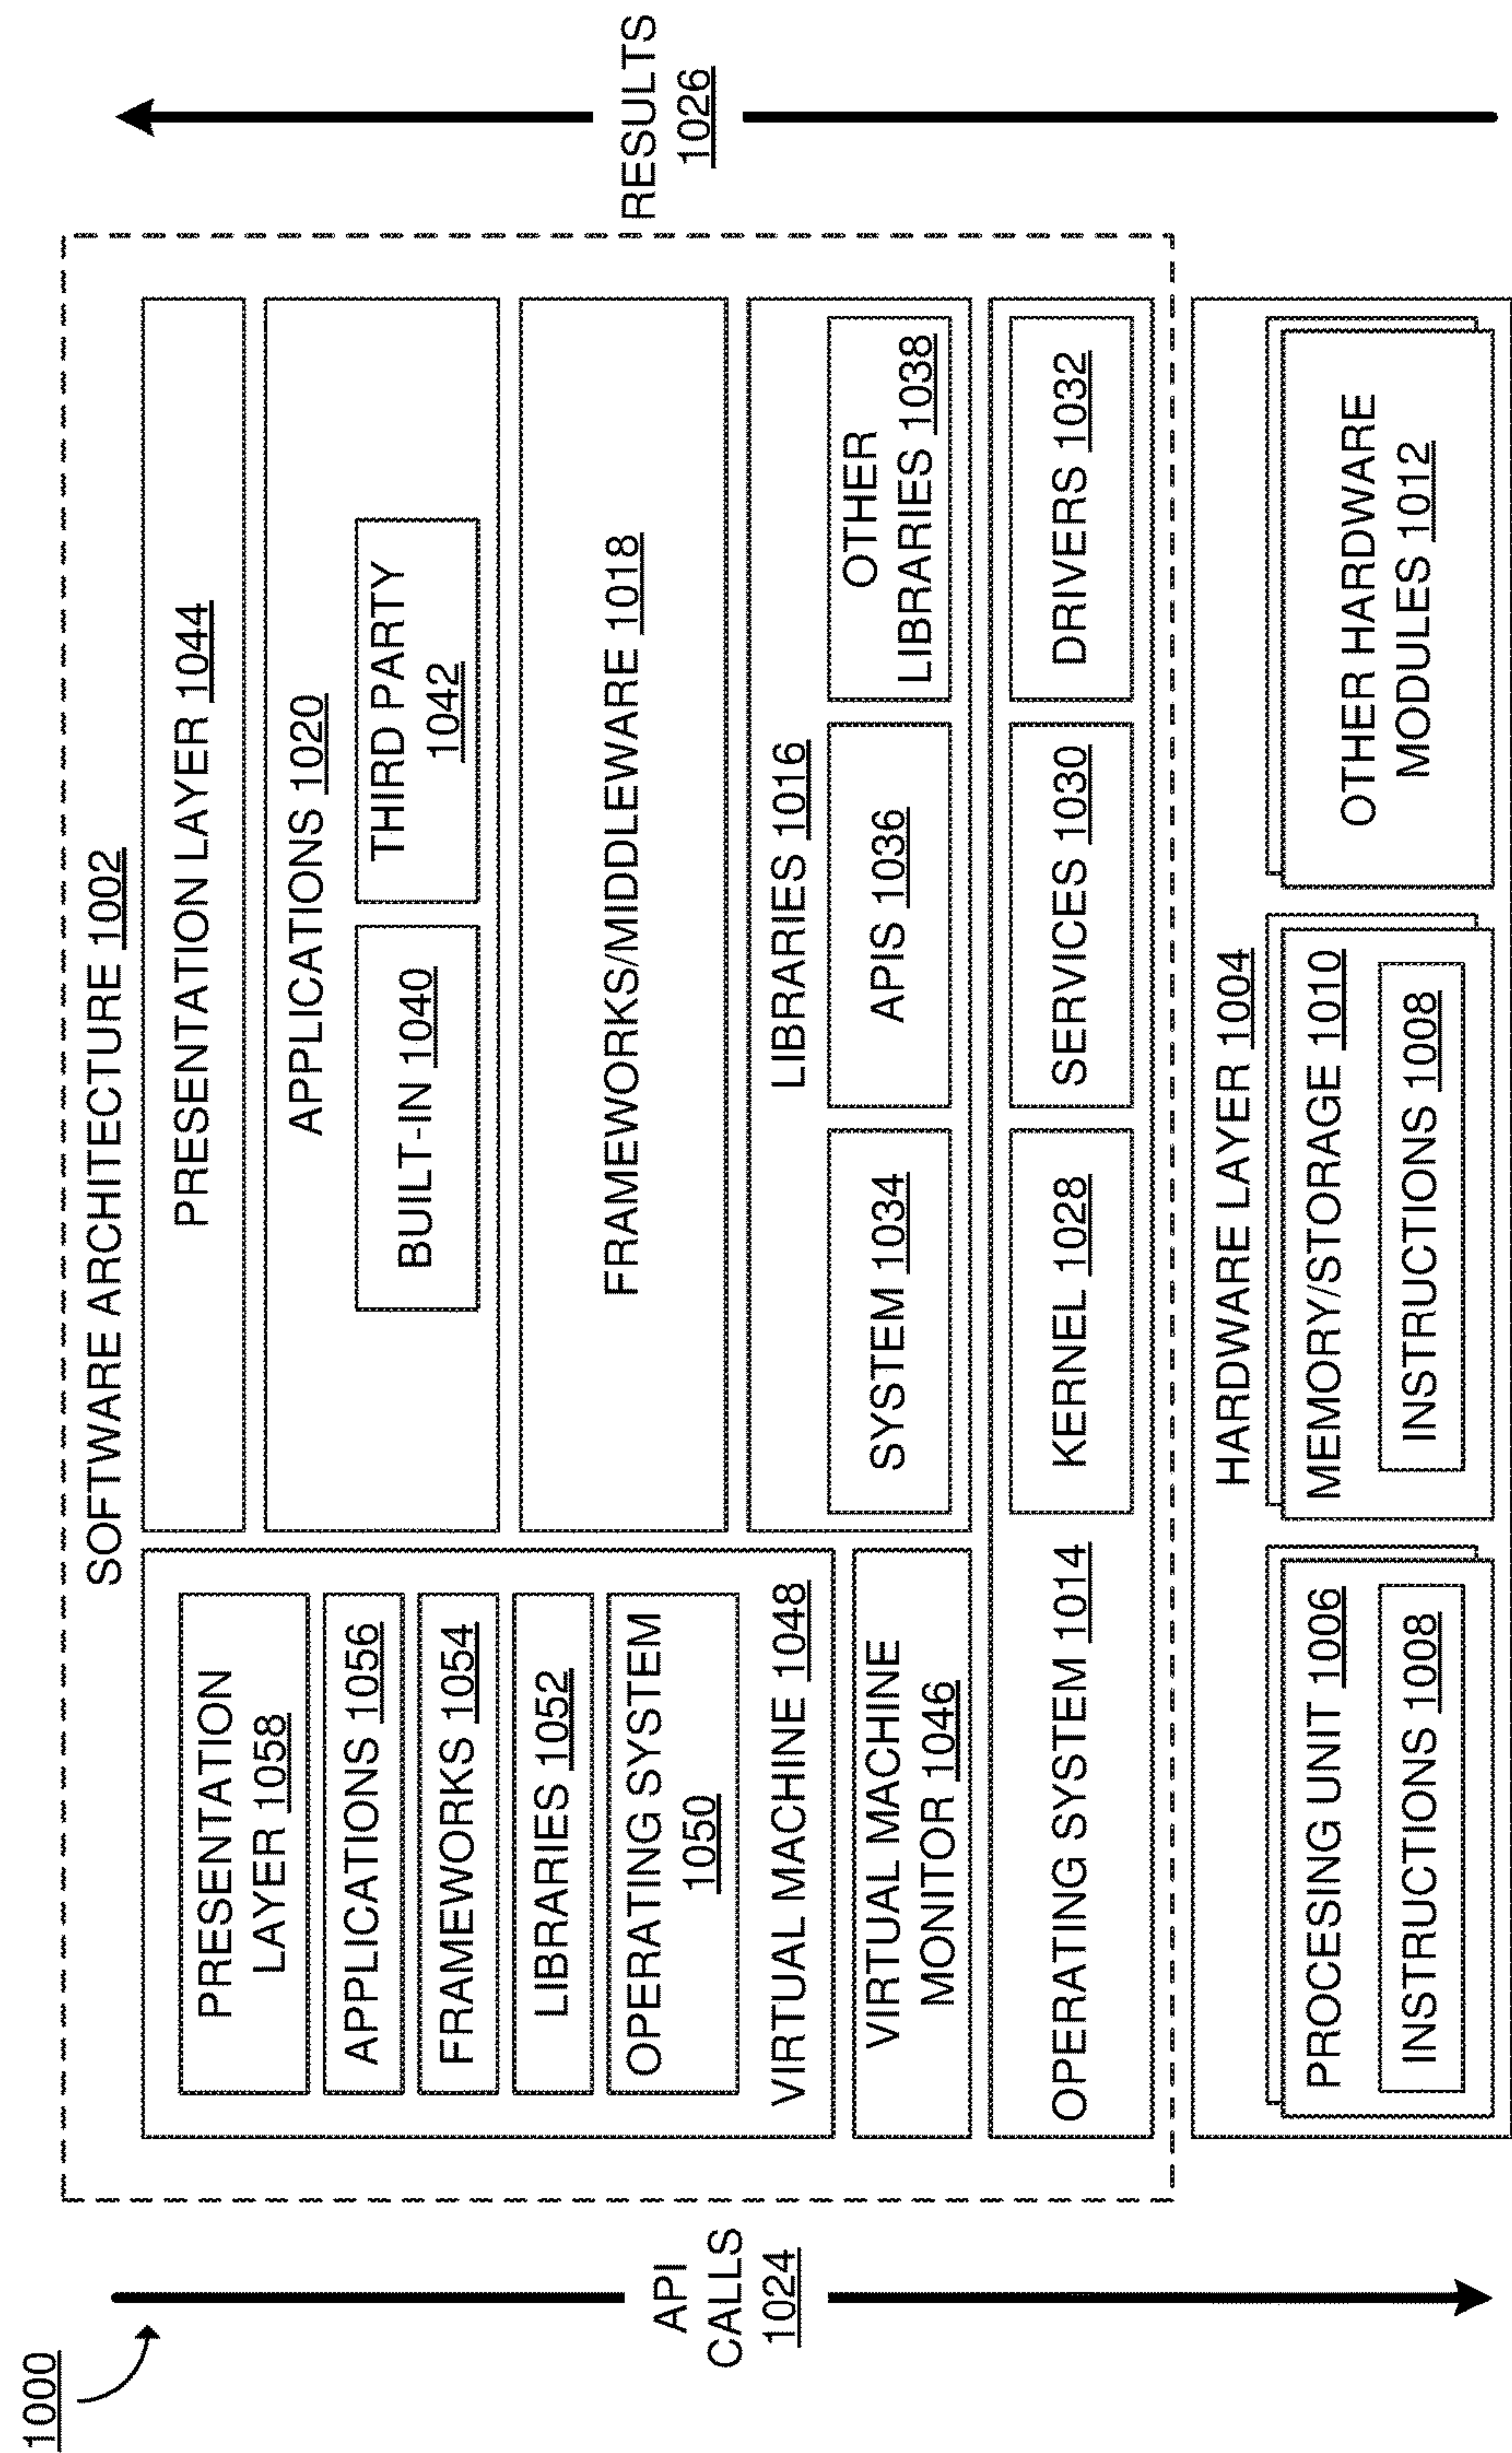 1000
API
CALLS
1024
SOFTWARE ARCHITECTURE 1002
PRESENTATION
LAYER 1058
APPLICATIONS 1056
FRAMEWORKS 1054
LIBRARIES 1052
OPERATING SYSTEM
1050
VIRTUAL MACHINE 1048
VIRTUAL MACHINE
MONITOR 1046
PRESENTATION LAYER 1044
APPLICATIONS 1020
BUILT-IN 1040
THIRD PARTY
1042
FRAMEWORKS/MIDDLEWARE 1018
LIBRARIES 1016
SYSTEM 1034
APIS 1036
OTHER
LIBRARIES 1038
OPERATING SYSTEM 1014
KERNEL 1028
SERVICES 1030
DRIVERS 1032
HARDWARE LAYER 1004
PROCESING UNIT 1006
INSTRUCTIONS 1008
MEMORY/STORAGE 1010
INSTRUCTIONS 1008
OTHER HARDWARE
MODULES 1012
RESULTS
1026